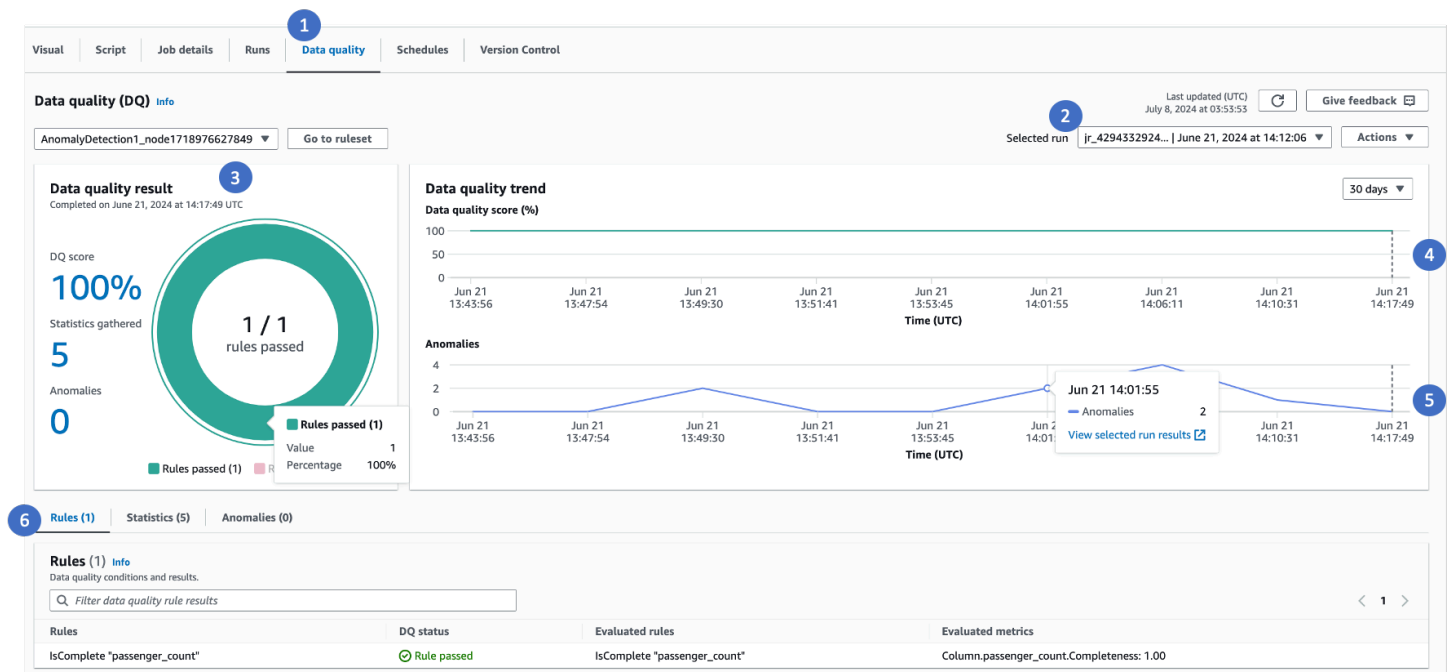 1
Visual Script Job details Runs Data quality Schedules Version Control
Data quality (DQ) Info
Last updated (UTC)
July 8, 2024 at 03:53:53
Give feedback
2
AnomalyDetection1_node1718976627849 Go to ruleset
Selected run jr_4294332924... | June 21, 2024 at 14:12:06 Actions
3
Data quality result
Completed on June 21, 2024 at 14:17:49 UTC
DQ score
100%
Statistics gathered
5
Anomalies
0
1 / 1
rules passed
Rules passed (1)
Value 1
Percentage 100%
Rules passed (1) R
Data quality trend
30 days
Data quality score (%)
100
50
0
4
Jun 21 Jun 21 Jun 21 Jun 21 Jun 21 Jun 21 Jun 21 Jun 21 Jun 21
13:43:56 13:47:54 13:49:30 13:51:41 13:53:45 14:01:55 14:06:11 14:10:31 14:17:49
Time (UTC)
Anomalies
4
2
0
Jun 21 14:01:55
Anomalies 2
View selected run results
5
Jun 21 Jun 21 Jun 21 Jun 21 Jun 21 Jun 2 Jun 21 Jun 21
13:43:56 13:47:54 13:49:30 13:51:41 13:53:45 14:01: 14:10:31 14:17:49
Time (UTC)
6
Rules (1) Statistics (5) Anomalies (0)
Rules (1) Info
Data quality conditions and results.
Filter data quality rule results
1
Rules DQ status Evaluated rules Evaluated metrics
IsComplete "passenger_count" Rule passed IsComplete "passenger_count" Column.passenger_count.Completeness: 1.00